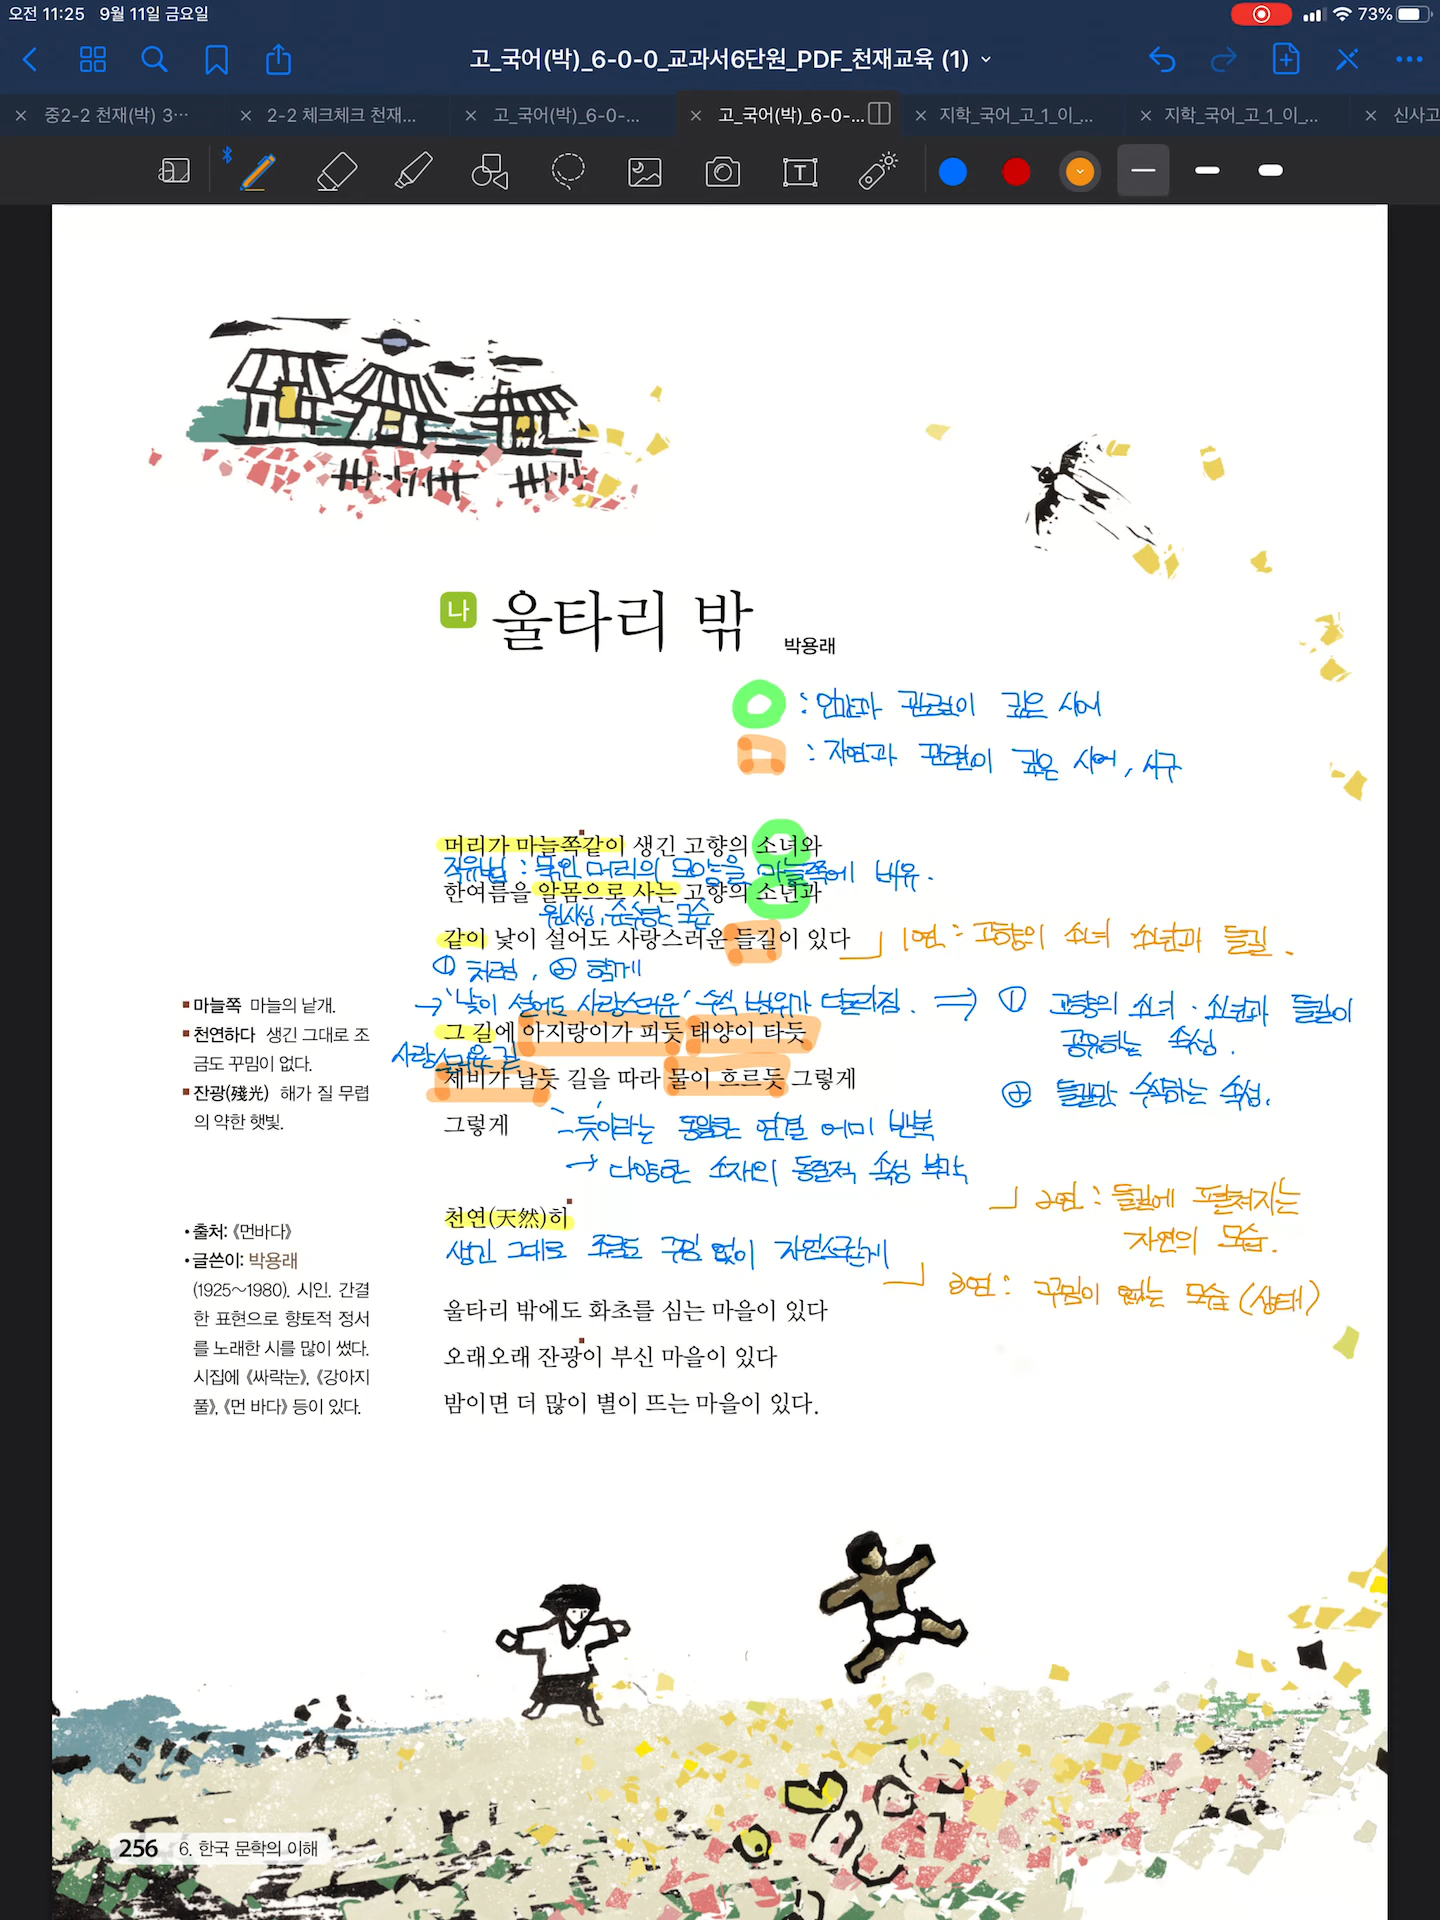 오전 11:25 9월 11일 금요일 73%
고_국어(박)_6-0-0_교과서6단원_PDF_천재교육 (1)
중2-2 천재(박) 3··· 2-2 체크체크 천재... 고_국어(박)_6-0-... 고_국어(박)_6-0-... 지학_국어_고_1_이_... 지학_국어_고_1_이_... 신사고
T
나 울타리 밖
박용래
: 인간과 관련이 깊은 시어
: 자연과 관련이 깊은 시어, 시구
머리가 마늘쪽같이 생긴 고향의 소녀와
직유법 : 묶인 머리의 모양을 마늘쪽에 비유.
한여름을 알몸으로 사는 고향의 소년과
원시성, 순수한 모습
같이 낯이 설어도 사랑스러운 들길이 있다
1연 : 고향의 소녀·소년과 들길.
① 처럼, ② 함께
→ '낯이 설어도 사랑스러운' 수식 범위가 달라짐. ⇒ ① 고향의 소녀·소년과 들길이
공유하는 속성.
② 들길만 수식하는 속성.
그 길에 아지랑이가 피듯 태양이 타듯
사랑스러운 길
제비가 날듯 길을 따라 물이 흐르듯 그렇게
그렇게
'-듯'이라는 동일한 연결 어미 반복
→ 다양한 소재의 동질적 속성 부각
2연 : 들길에 펼쳐지는
자연의 모습.
천연(天然)히
생긴 그대로 조금도 꾸밈 없이 자연스럽게
3연 : 꾸밈이 없는 모습(상태)
울타리 밖에도 화초를 심는 마을이 있다
오래오래 잔광이 부신 마을이 있다
밤이면 더 많이 별이 뜨는 마을이 있다.
마늘쪽 마늘의 낱개.
천연하다 생긴 그대로 조
금도 꾸밈이 없다.
잔광(殘光) 해가 질 무렵
의 약한 햇빛.
• 출처: 《먼바다》
• 글쓴이: 박용래
(1925~1980). 시인. 간결
한 표현으로 향토적 정서
를 노래한 시를 많이 썼다.
시집에 《싸락눈》, 《강아지
풀》, 《먼 바다》 등이 있다.
256 6. 한국 문학의 이해